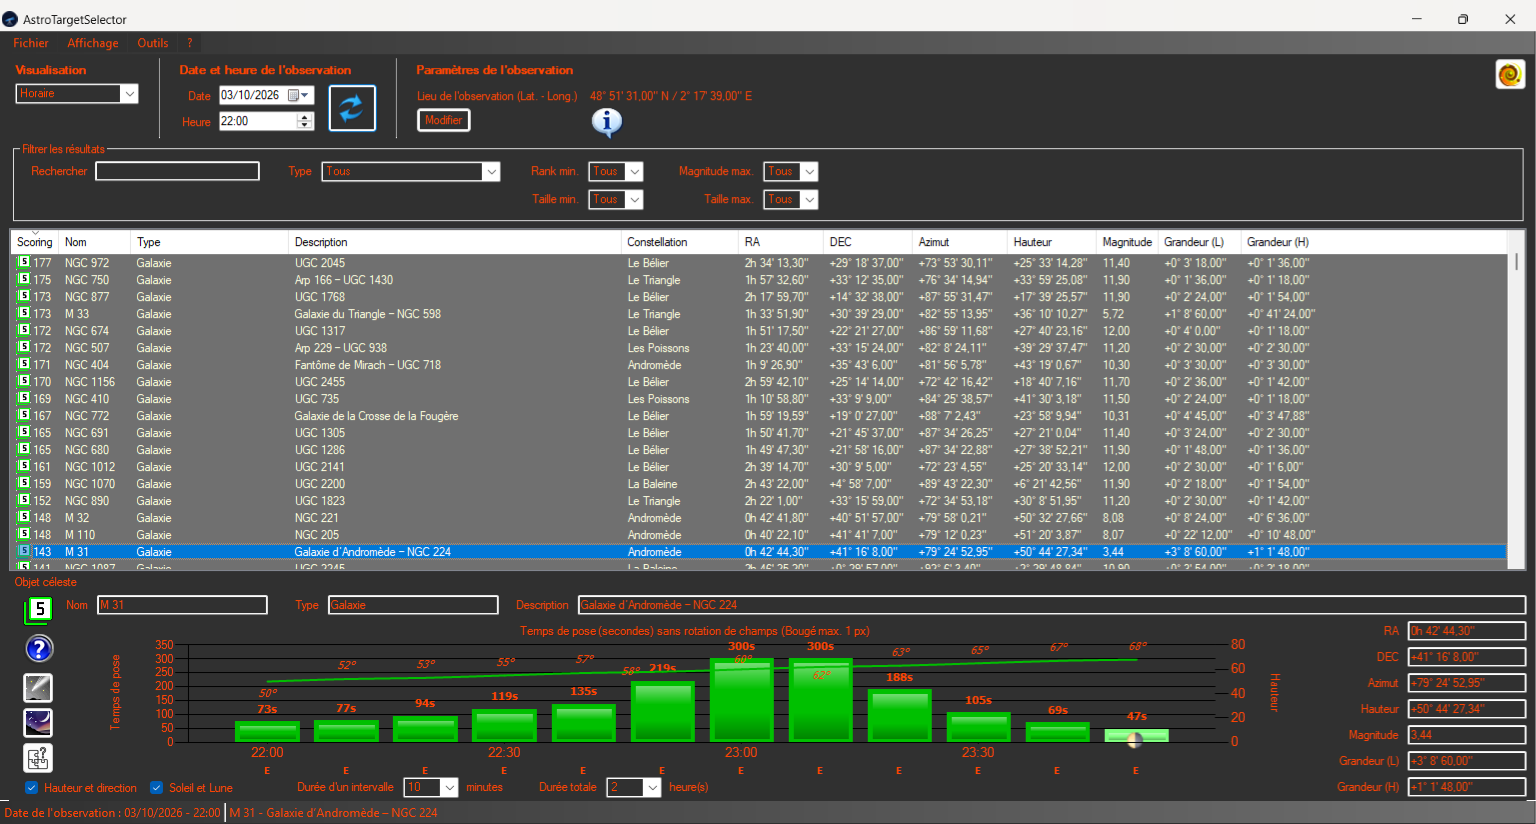 AstroTargetSelector
Fichier Affichage Outils ?
Visualisation Date et heure de l'observation Paramètres de l'observation
Horaire Date 03/10/2026 Lieu de l'observation (Lat. - Long.) 48° 51' 31,00'' N / 2° 17' 39,00'' E
Heure 22:00 Modifier
Filtrer les résultats
Rechercher Type Tous Rank min. Tous Magnitude max. Tous
Taille min. Tous Taille max. Tous
Scoring Nom Type Description Constellation RA DEC Azimut Hauteur Magnitude Grandeur (L) Grandeur (H)
5 177 NGC 972 Galaxie UGC 2045 Le Bélier 2h 34' 13,30'' +29° 18' 37,00'' +73° 53' 30,11'' +25° 33' 14,28'' 11,40 +0° 3' 18,00'' +0° 1' 36,00''
5 175 NGC 750 Galaxie Arp 166 – UGC 1430 Le Triangle 1h 57' 32,60'' +33° 12' 35,00'' +76° 34' 14,94'' +33° 59' 25,08'' 11,90 +0° 1' 36,00'' +0° 1' 18,00''
5 173 NGC 877 Galaxie UGC 1768 Le Bélier 2h 17' 59,70'' +14° 32' 38,00'' +87° 55' 31,47'' +17° 39' 25,57'' 11,90 +0° 2' 24,00'' +0° 1' 54,00''
5 173 M 33 Galaxie Galaxie du Triangle – NGC 598 Le Triangle 1h 33' 51,90'' +30° 39' 29,00'' +82° 55' 13,95'' +36° 10' 10,27'' 5,72 +1° 8' 60,00'' +0° 41' 24,00''
5 172 NGC 674 Galaxie UGC 1317 Le Bélier 1h 51' 17,50'' +22° 21' 27,00'' +86° 59' 11,68'' +27° 40' 23,16'' 12,00 +0° 4' 0,00'' +0° 1' 18,00''
5 172 NGC 507 Galaxie Arp 229 – UGC 938 Les Poissons 1h 23' 40,00'' +33° 15' 24,00'' +82° 8' 24,11'' +39° 29' 37,47'' 11,20 +0° 2' 30,00'' +0° 2' 30,00''
5 171 NGC 404 Galaxie Fantôme de Mirach – UGC 718 Andromède 1h 9' 26,90'' +35° 43' 6,00'' +81° 56' 5,78'' +43° 19' 0,67'' 10,30 +0° 3' 30,00'' +0° 3' 30,00''
5 170 NGC 1156 Galaxie UGC 2455 Le Bélier 2h 59' 42,10'' +25° 14' 14,00'' +72° 42' 16,42'' +18° 40' 7,16'' 11,70 +0° 2' 36,00'' +0° 1' 42,00''
5 169 NGC 410 Galaxie UGC 735 Les Poissons 1h 10' 58,80'' +33° 9' 9,00'' +84° 25' 38,57'' +41° 30' 3,18'' 11,50 +0° 2' 24,00'' +0° 1' 18,00''
5 167 NGC 772 Galaxie Galaxie de la Crosse de la Fougère Le Bélier 1h 59' 19,59'' +19° 0' 27,00'' +88° 7' 2,43'' +23° 58' 9,94'' 10,31 +0° 4' 45,00'' +0° 3' 47,88''
5 165 NGC 691 Galaxie UGC 1305 Le Bélier 1h 50' 41,70'' +21° 45' 37,00'' +87° 34' 26,25'' +27° 21' 0,04'' 11,40 +0° 3' 24,00'' +0° 2' 30,00''
5 165 NGC 680 Galaxie UGC 1286 Le Bélier 1h 49' 47,30'' +21° 58' 16,00'' +87° 34' 22,88'' +27° 38' 52,21'' 11,90 +0° 1' 48,00'' +0° 1' 36,00''
5 161 NGC 1012 Galaxie UGC 2141 Le Bélier 2h 39' 14,70'' +30° 9' 5,00'' +72° 23' 4,55'' +25° 20' 33,14'' 12,00 +0° 2' 30,00'' +0° 1' 6,00''
5 159 NGC 1070 Galaxie UGC 2200 La Baleine 2h 43' 22,00'' +4° 58' 7,00'' +89° 43' 22,30'' +6° 21' 42,56'' 11,90 +0° 2' 18,00'' +0° 1' 54,00''
5 152 NGC 890 Galaxie UGC 1823 Le Triangle 2h 22' 1,00'' +33° 15' 59,00'' +72° 34' 53,18'' +30° 8' 51,95'' 11,20 +0° 2' 30,00'' +0° 1' 42,00''
5 148 M 32 Galaxie NGC 221 Andromède 0h 42' 41,80'' +40° 51' 57,00'' +79° 58' 0,21'' +50° 32' 27,66'' 8,08 +0° 8' 24,00'' +0° 6' 36,00''
5 148 M 110 Galaxie NGC 205 Andromède 0h 40' 22,10'' +41° 41' 7,00'' +79° 12' 0,23'' +51° 20' 3,87'' 8,07 +0° 22' 12,00'' +0° 10' 48,00''
5 143 M 31 Galaxie Galaxie d'Andromède – NGC 224 Andromède 0h 42' 44,30'' +41° 16' 8,00'' +79° 24' 52,95'' +50° 44' 27,34'' 3,44 +3° 8' 60,00'' +1° 1' 48,00''
5 141 NGC 1087 Galaxie UGC 2245 La Baleine 2h 46' 25,20'' +0° 29' 57,00'' +92° 6' 3,40'' +2° 29' 48,84'' 10,90 +0° 3' 54,00'' +0° 2' 18,00''
Objet céleste
5 Nom M 31 Type Galaxie Description Galaxie d'Andromède – NGC 224
Temps de pose (secondes) sans rotation de champs (Bougé max. 1 px)
RA 0h 42' 44,30''
DEC +41° 16' 8,00''
Azimut +79° 24' 52,95''
Hauteur +50° 44' 27,34''
Magnitude 3,44
Grandeur (L) +3° 8' 60,00''
Grandeur (H) +1° 1' 48,00''
Temps de pose
350
300
250
200
150
100
50
0
50° 52° 53° 55° 57° 58° 60° 62° 63° 65° 67° 68°
73s 77s 94s 119s 135s 219s 300s 300s 188s 105s 69s 47s
80
60
40
20
0
Hauteur
22:00 22:30 23:00 23:30
E E E E E E E E E E E E
Hauteur et direction Soleil et Lune Durée d'un intervalle 10 minutes Durée totale 2 heure(s)
Date de l'observation : 03/10/2026 - 22:00 M 31 - Galaxie d'Andromède – NGC 224